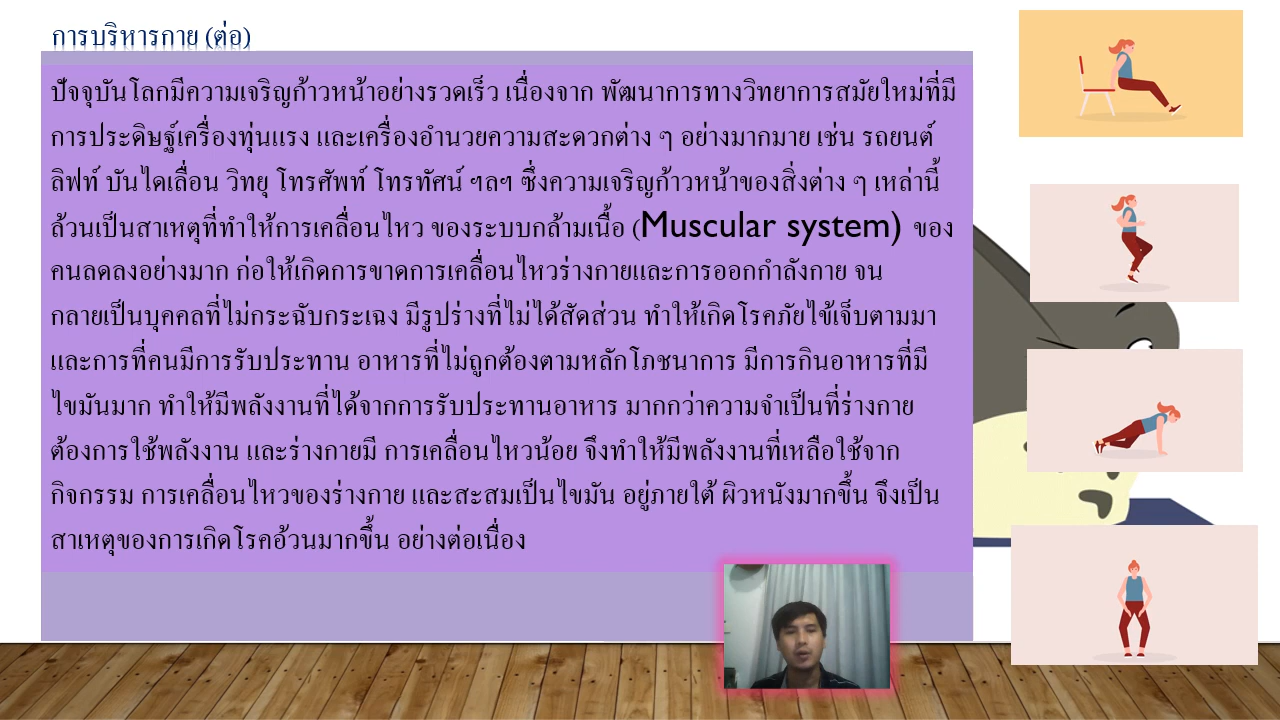 การบริหารกาย (ต่อ)
ปัจจุบันโลกมีความเจริญก้าวหน้าอย่างรวดเร็ว เนื่องจาก พัฒนาการทางวิทยาการสมัยใหม่ที่มี
การประดิษฐ์เครื่องทุ่นแรง และเครื่องอำนวยความสะดวกต่าง ๆ อย่างมากมาย เช่น รถยนต์
ลิฟท์ บันไดเลื่อน วิทยุ โทรศัพท์ โทรทัศน์ ฯลฯ ซึ่งความเจริญก้าวหน้าของสิ่งต่าง ๆ เหล่านี้
ล้วนเป็นสาเหตุที่ทำให้การเคลื่อนไหว ของระบบกล้ามเนื้อ (Muscular system) ของ
คนลดลงอย่างมาก ก่อให้เกิดการขาดการเคลื่อนไหวร่างกายและการออกกำลังกาย จน
กลายเป็นบุคคลที่ไม่กระฉับกระเฉง มีรูปร่างที่ไม่ได้สัดส่วน ทำให้เกิดโรคภัยไข้เจ็บตามมา
และการที่คนมีการรับประทาน อาหารที่ไม่ถูกต้องตามหลักโภชนาการ มีการกินอาหารที่มี
ไขมันมาก ทำให้มีพลังงานที่ได้จากการรับประทานอาหาร มากกว่าความจำเป็นที่ร่างกาย
ต้องการใช้พลังงาน และร่างกายมี การเคลื่อนไหวน้อย จึงทำให้มีพลังงานที่เหลือใช้จาก
กิจกรรม การเคลื่อนไหวของร่างกาย และสะสมเป็นไขมัน อยู่ภายใต้ ผิวหนังมากขึ้น จึงเป็น
สาเหตุของการเกิดโรคอ้วนมากขึ้น อย่างต่อเนื่อง